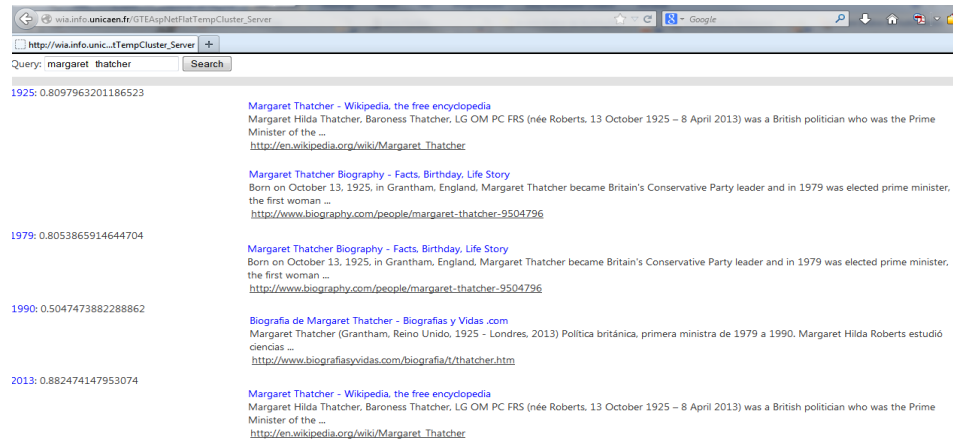 wia.info.unicaen.fr/GTEAspNetFlatTempCluster_Server
Google
http://wia.info.unic...tTempCluster_Server
Query: margaret thatcher Search
1925: 0.8097963201186523
Margaret Thatcher - Wikipedia, the free encyclopedia
Margaret Hilda Thatcher, Baroness Thatcher, LG OM PC FRS (née Roberts, 13 October 1925 – 8 April 2013) was a British politician who was the Prime
Minister of the ...
http://en.wikipedia.org/wiki/Margaret_Thatcher
Margaret Thatcher Biography - Facts, Birthday, Life Story
Born on October 13, 1925, in Grantham, England, Margaret Thatcher became Britain's Conservative Party leader and in 1979 was elected prime minister,
the first woman ...
http://www.biography.com/people/margaret-thatcher-9504796
1979: 0.8053865914644704
Margaret Thatcher Biography - Facts, Birthday, Life Story
Born on October 13, 1925, in Grantham, England, Margaret Thatcher became Britain's Conservative Party leader and in 1979 was elected prime minister,
the first woman ...
http://www.biography.com/people/margaret-thatcher-9504796
1990: 0.5047473882288862
Biografia de Margaret Thatcher - Biografias y Vidas .com
Margaret Thatcher (Grantham, Reino Unido, 1925 - Londres, 2013) Política británica, primera ministra de 1979 a 1990. Margaret Hilda Roberts estudió
ciencias ...
http://www.biografiasyvidas.com/biografia/t/thatcher.htm
2013: 0.882474147953074
Margaret Thatcher - Wikipedia, the free encyclopedia
Margaret Hilda Thatcher, Baroness Thatcher, LG OM PC FRS (née Roberts, 13 October 1925 – 8 April 2013) was a British politician who was the Prime
Minister of the ...
http://en.wikipedia.org/wiki/Margaret_Thatcher